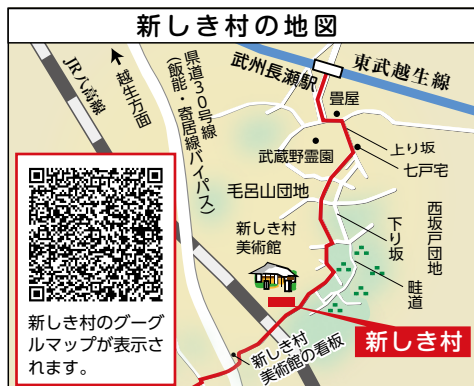 新しき村の地図
武州長瀬駅
東武越生線
JR八高線
越生方面
県道30号線
(飯能・寄居線バイパス)
畳屋
上り坂
七戸宅
武蔵野霊園
毛呂山団地
新しき村
美術館
下り坂
西坂戸団地
畦道
新しき村
新しき村
美術館の看板
新しき村のグーグ
ルマップが表示さ
れます。